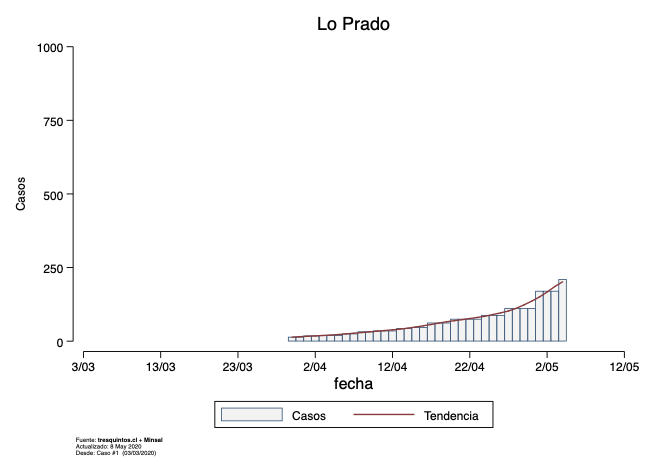 Lo Prado
1000
750
500
250
0
Casos
3/03 13/03 23/03 2/04 12/04 22/04 2/05 12/05
fecha
Casos Tendencia
Fuente: tresquintos.cl + Minsal
Actualizado: 8 May 2020
Desde: Caso #1 (03/03/2020)